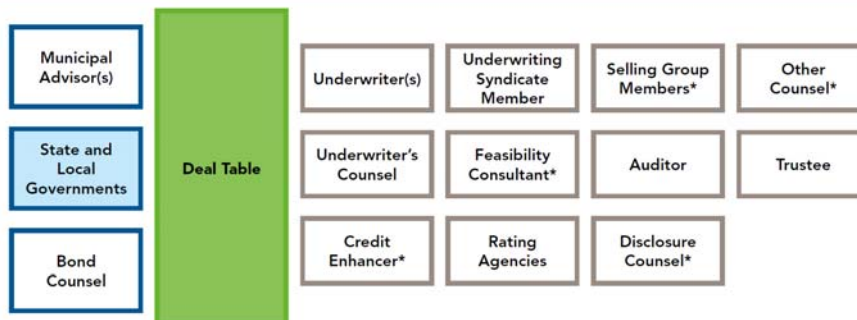 Municipal
Advisor(s)
State and
Local
Governments
Bond
Counsel
Deal Table
Underwriter(s)
Underwriting
Syndicate
Member
Selling Group
Members*
Other
Counsel*
Underwriter's
Counsel
Feasibility
Consultant*
Auditor
Trustee
Credit
Enhancer*
Rating
Agencies
Disclosure
Counsel*